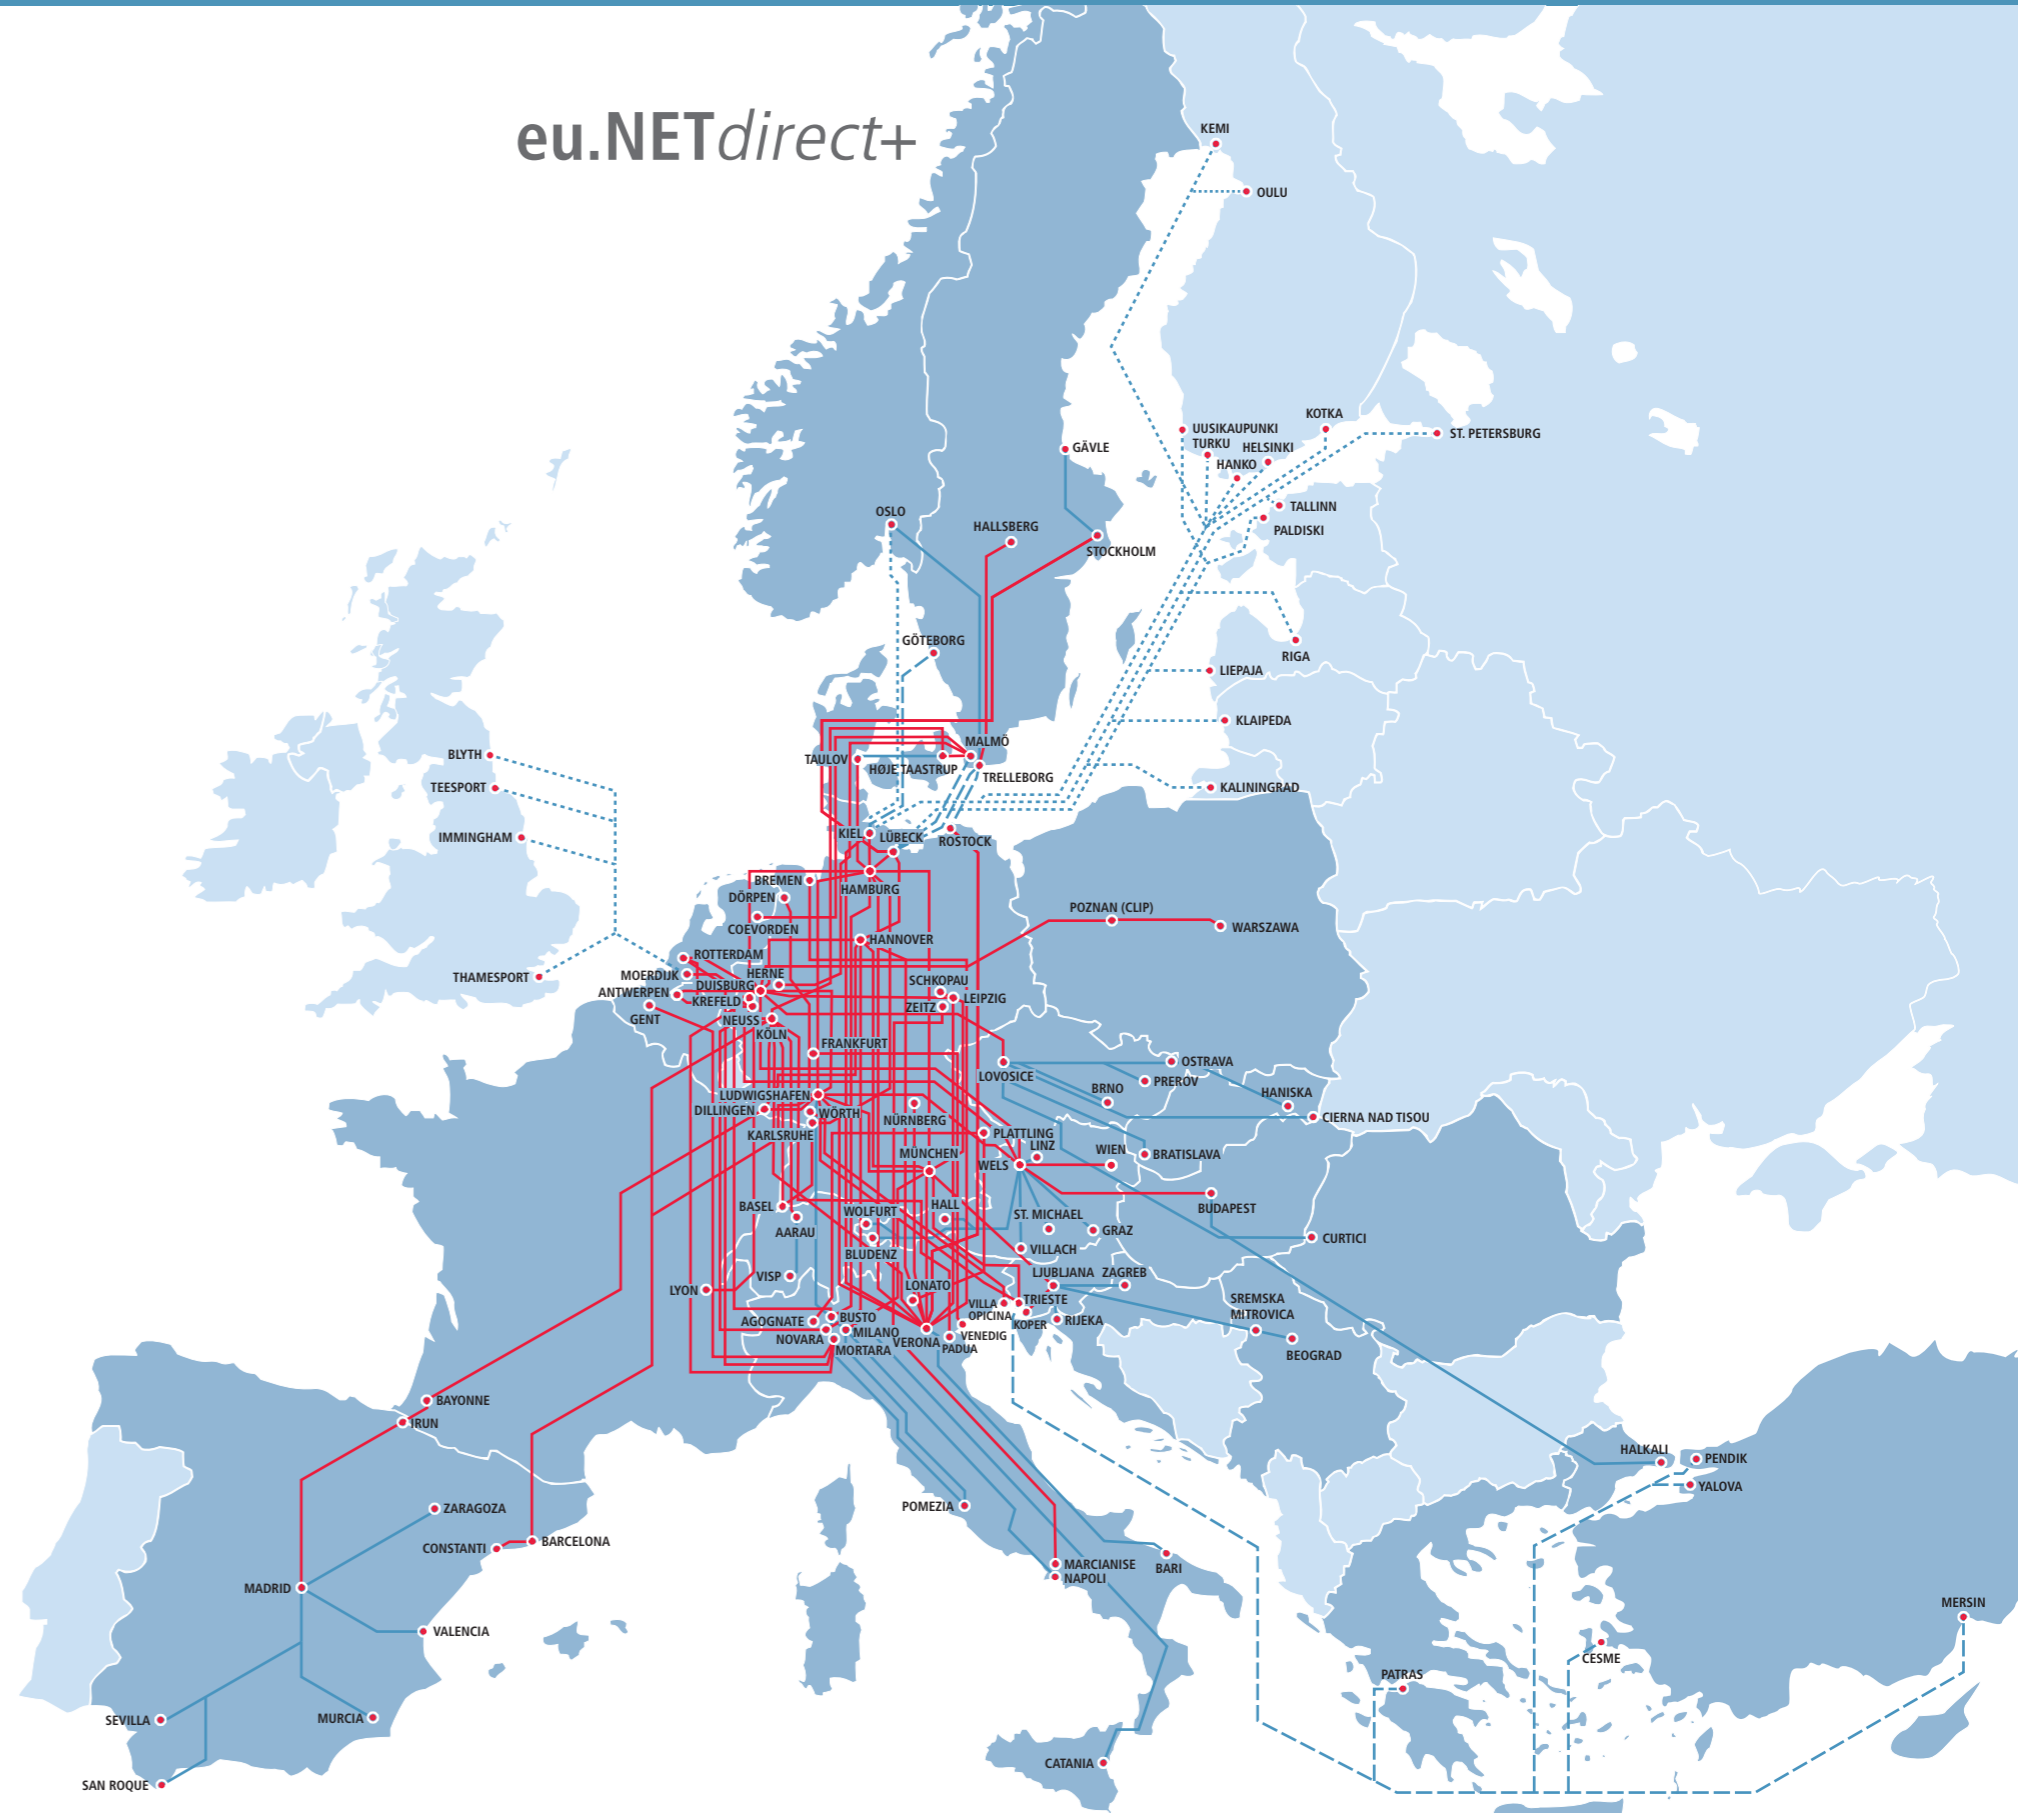 eu.NETdirect+
KEMI
OULU
KOTKA
UUSIKAUPUNKI
ST. PETERSBURG
TURKU
HELSINKI
GÄVLE
HANKO
OSLO
TALLINN
HALLSBERG
PALDISKI
STOCKHOLM
GÖTEBORG
RIGA
LIEPAJA
KLAIPEDA
MALMÖ
BLYTH
TAULOV
HØJE TAASTRUP
TRELLEBORG
TEESPORT
KALININGRAD
KIEL
IMMINGHAM
LÜBECK
ROSTOCK
BREMEN
HAMBURG
DÖRPEN
POZNAN (CLIP)
COEVORDEN
WARSZAWA
HANNOVER
ROTTERDAM
THAMESPORT
MOERDIJK
HERNE
SCHKOPAU
DUISBURG
ANTWERPEN
LEIPZIG
KREFELD
ZEITZ
GENT
NEUSS
KÖLN
FRANKFURT
OSTRAVA
LOVOSICE
PREROV
BRNO
HANISKA
LUDWIGSHAFEN
DILLINGEN
WÖRTH
CIERNA NAD TISOU
NÜRNBERG
KARLSRUHE
PLATTLING
LINZ
MÜNCHEN
WIEN
BRATISLAVA
WELS
BASEL
HALL
WOLFURT
ST. MICHAEL
BUDAPEST
AARAU
GRAZ
CURTICI
BLUDENZ
VILLACH
VISP
LJUBLJANA
ZAGREB
LYON
LONATO
SREMSKA
MITROVICA
VILLA
OPICINA
TRIESTE
AGOGNATE
BUSTO
KOPER
RIJEKA
MILANO
NOVARA
VERONA
VENEDIG
MORTARA
PADUA
BEOGRAD
BAYONNE
IRUN
HALKALI
PENDIK
YALOVA
ZARAGOZA
POMEZIA
CONSTANTI
BARCELONA
MARCIANISE
BARI
NAPOLI
MADRID
MERSIN
VALENCIA
CESME
PATRAS
SEVILLA
MURCIA
CATANIA
SAN ROQUE